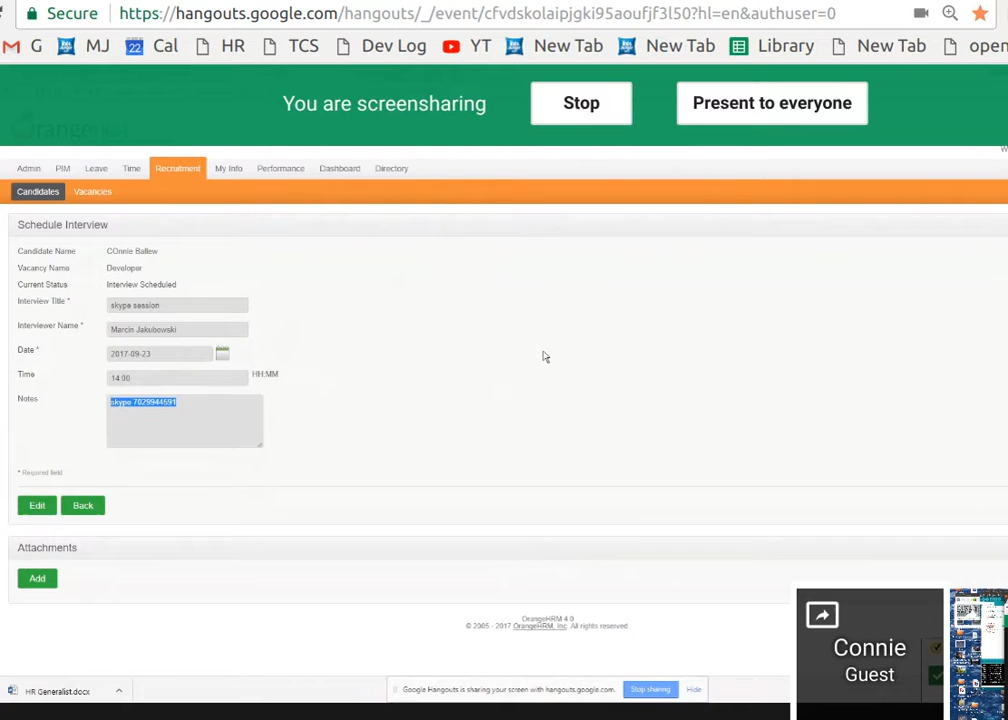 Secure https://hangouts.google.com/hangouts/_/event/cfvdskolaipjgki95aoufjf3l50?hl=en&authuser=0
G MJ 22 Cal HR TCS Dev Log YT New Tab New Tab Library New Tab open
You are screensharing Stop Present to everyone
Admin PIM Leave Time Recruitment My Info Performance Dashboard Directory
Candidates Vacancies
Schedule Interview
Candidate Name COnnie Ballew
Vacancy Name Developer
Current Status Interview Scheduled
Interview Title * skype session
Interviewer Name * Marcin Jakubowski
Date * 2017-09-23
Time 14:00 HH:MM
Notes skype 7029944591
* Required field
Edit Back
Attachments
Add
OrangeHRM 4.0
© 2005 - 2017 OrangeHRM, Inc. All rights reserved
Connie
Guest
HR Generalist.docx
Google Hangouts is sharing your screen with hangouts.google.com. Stop sharing Hide